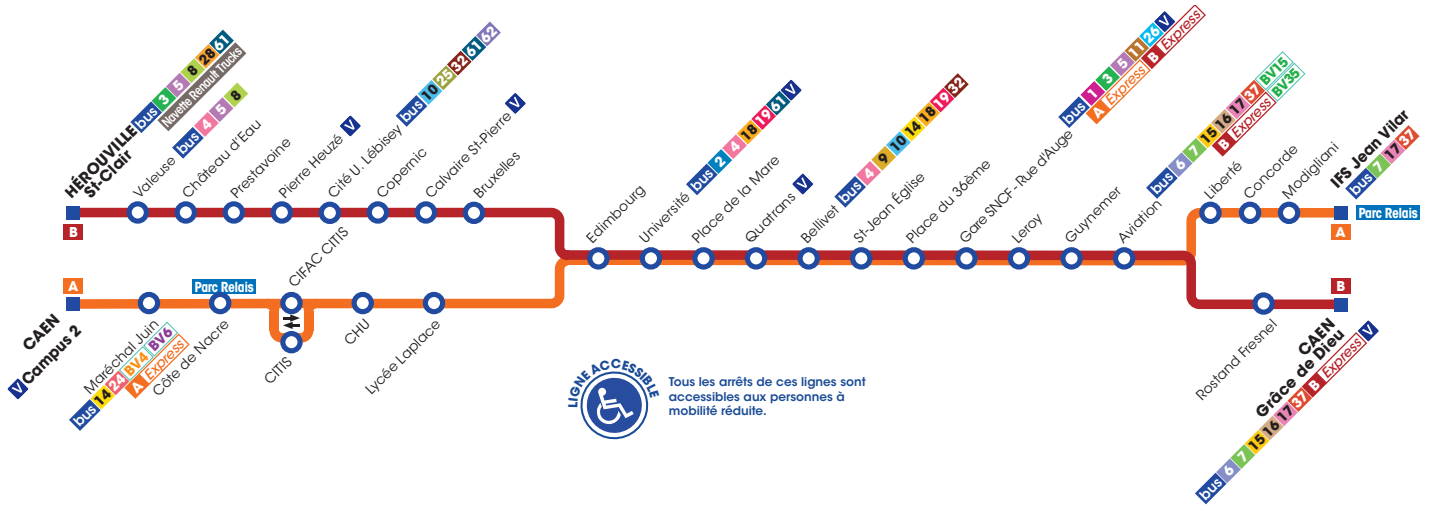 HÉROUVILLE
St-Clair
bus 3 5 8 28 61
Navette Renault Trucks
B
Valeuse bus 4 5 8
Château d'Eau
Prestavoine
Pierre Heuzé V
Cité U. Lébisey bus 10 25 32 61 62
Copernic
Calvaire St-Pierre V
Bruxelles
A
CAEN
V Campus 2
Maréchal Juin
bus 14 24 BV4 BV6
A Express
Parc Relais
Côte de Nacre
CIFAC CITIS
CITIS
CHU
Lycée Laplace
Edimbourg
Université bus 2 4 18 19 61 V
Place de la Mare
Quatrans V
Bellivet bus 4 9 10 14 18 19 32
St-Jean Église
Place du 36ème
Gare SNCF - Rue d'Auge bus 1 3 5 11 26 V
A Express B Express
Leroy
Guynemer
Aviation bus 6 7 15 16 17 37 BV15
B Express BV35
Liberté
Concorde
Modigliani
IFS Jean Vilar
bus 7 17 37
Parc Relais
A
B
Rostand Fresnel
CAEN
Grâce de Dieu
bus 6 7 15 16 17 37 B Express V
LIGNE ACCESSIBLE
Tous les arrêts de ces lignes sont
accessibles aux personnes à
mobilité réduite.